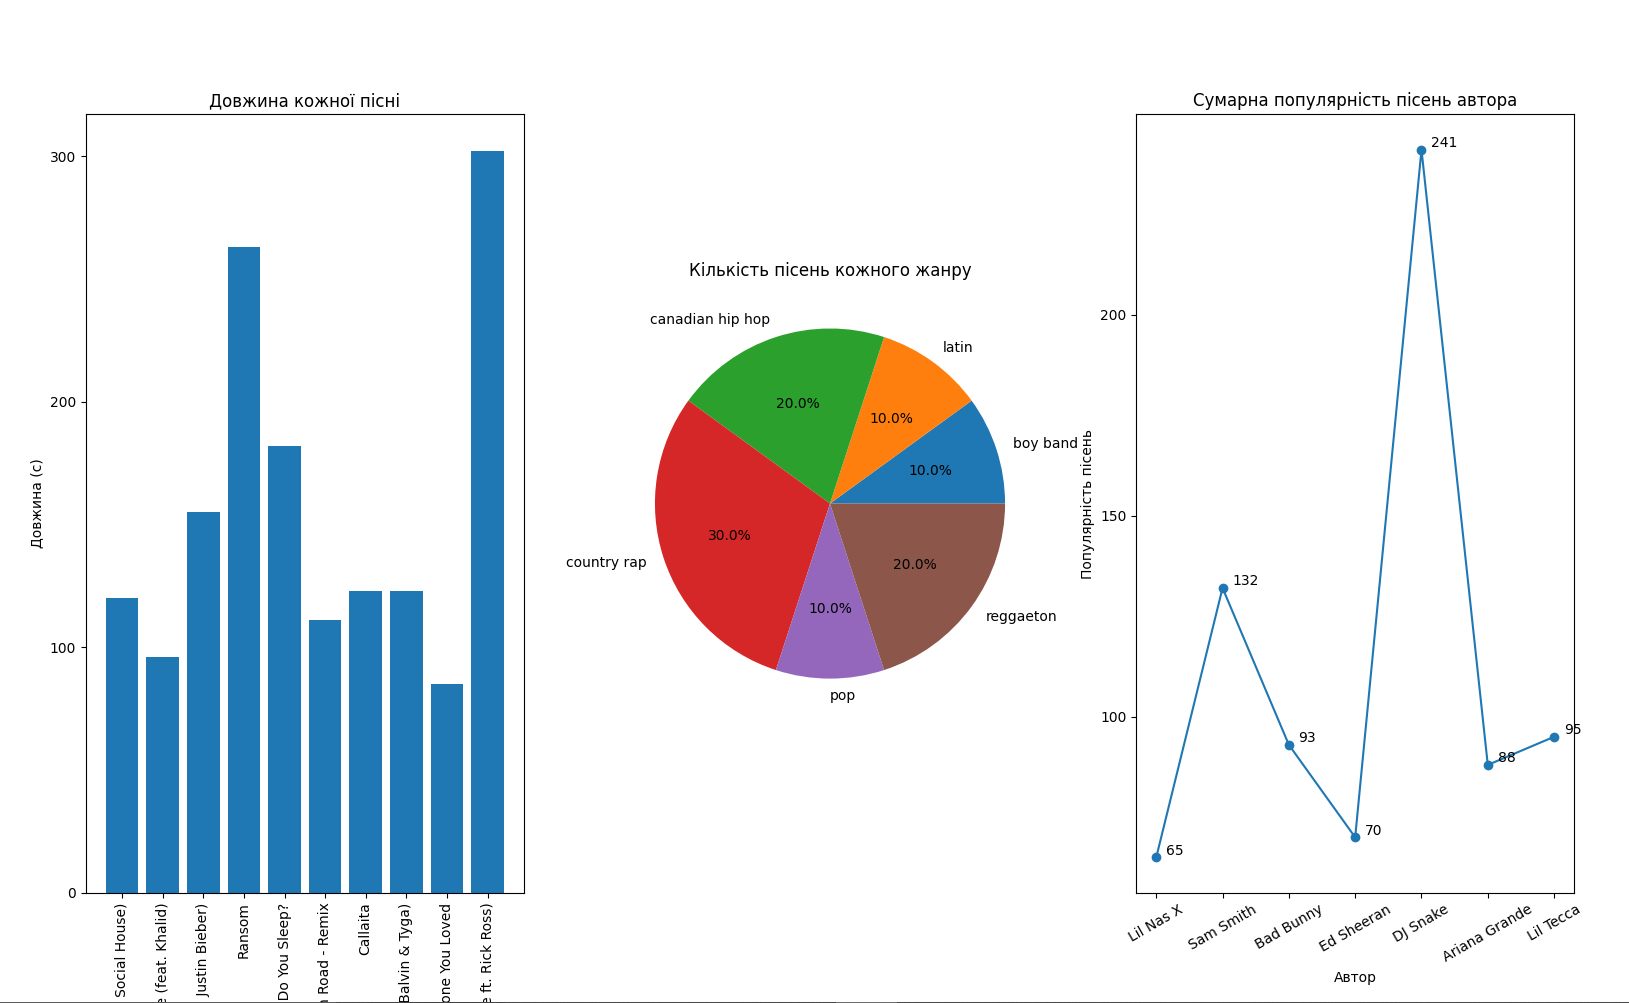 Довжина кожної пісні
Довжина (с)
300
200
100
0
Social House)
(feat. Khalid)
Justin Bieber)
Ransom
Do You Sleep?
Road - Remix
Callaita
Balvin & Tyga)
You Loved
ft. Rick Ross)
Кількість пісень кожного жанру
canadian hip hop
latin
boy band
country rap
pop
reggaeton
20.0%
10.0%
10.0%
30.0%
10.0%
20.0%
Сумарна популярність пісень автора
Популярність пісень
200
150
100
65
132
93
70
241
88
95
Lil Nas X
Sam Smith
Bad Bunny
Ed Sheeran
DJ Snake
Ariana Grande
Lil Tecca
Автор